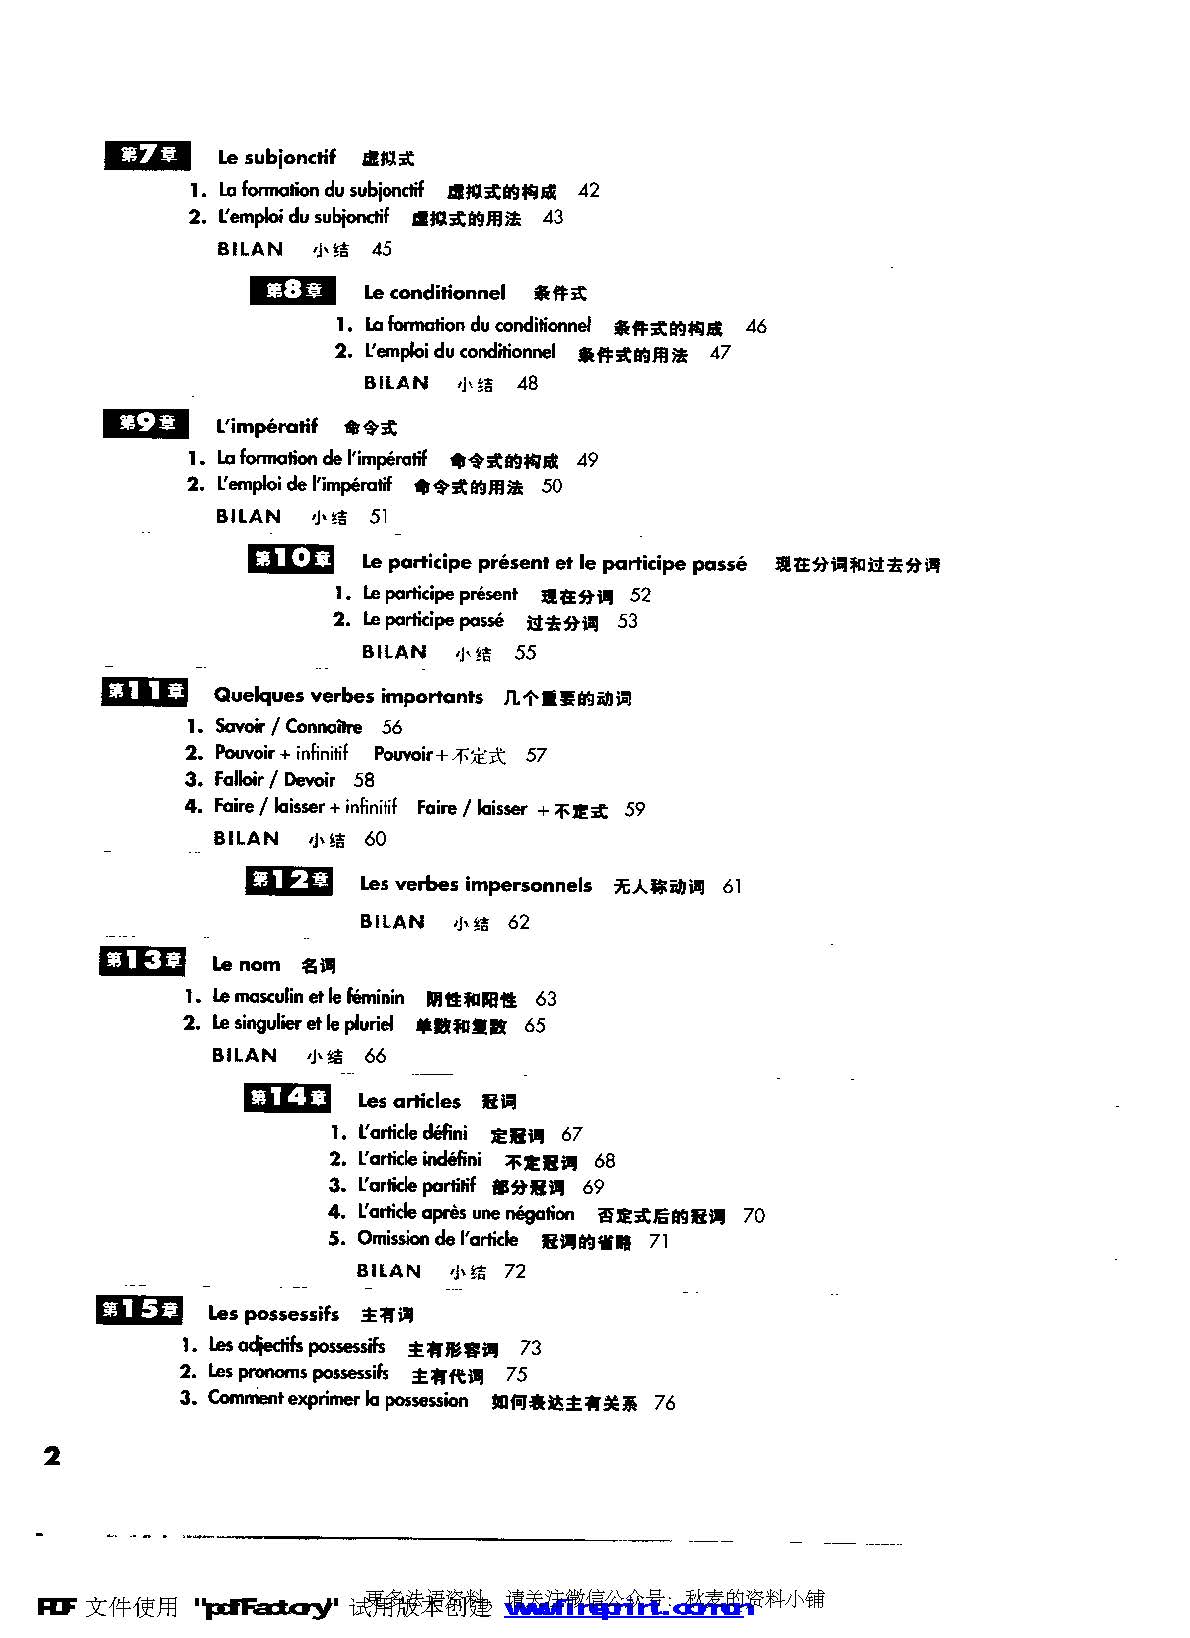 第7章 Le subjonctif 虚拟式
1. La formation du subjonctif 虚拟式的构成 42
2. L'emploi du subjonctif 虚拟式的用法 43
BILAN 小结 45
第8章 Le conditionnel 条件式
1. La formation du conditionnel 条件式的构成 46
2. L'emploi du conditionnel 条件式的用法 47
BILAN 小结 48
第9章 L'impératif 命令式
1. La formation de l'impératif 命令式的构成 49
2. L'emploi de l'impératif 命令式的用法 50
BILAN 小结 51
第10章 Le participe présent et le participe passé 现在分词和过去分词
1. Le participe présent 现在分词 52
2. Le participe passé 过去分词 53
BILAN 小结 55
第11章 Quelques verbes importants 几个重要的动词
1. Savoir / Connaître 56
2. Pouvoir + infinitif Pouvoir + 不定式 57
3. Falloir / Devoir 58
4. Faire / laisser + infinitif Faire / laisser + 不定式 59
BILAN 小结 60
第12章 Les verbes impersonnels 无人称动词 61
BILAN 小结 62
第13章 Le nom 名词
1. Le masculin et le féminin 阴性和阳性 63
2. Le singulier et le pluriel 单数和复数 65
BILAN 小结 66
第14章 Les articles 冠词
1. L'article défini 定冠词 67
2. L'article indéfini 不定冠词 68
3. L'article partitif 部分冠词 69
4. L'article après une négation 否定式后的冠词 70
5. Omission de l'article 冠词的省略 71
BILAN 小结 72
第15章 Les possessifs 主有词
1. Les adjectifs possessifs 主有形容词 73
2. Les pronoms possessifs 主有代词 75
3. Comment exprimer la possession 如何表达主有关系 76
2
PDF 文件使用 "pdfFactory" 试用版本创建 www.fineprint.com.cn
更多法语资料，请关注微信公众号：秋麦的资料小铺